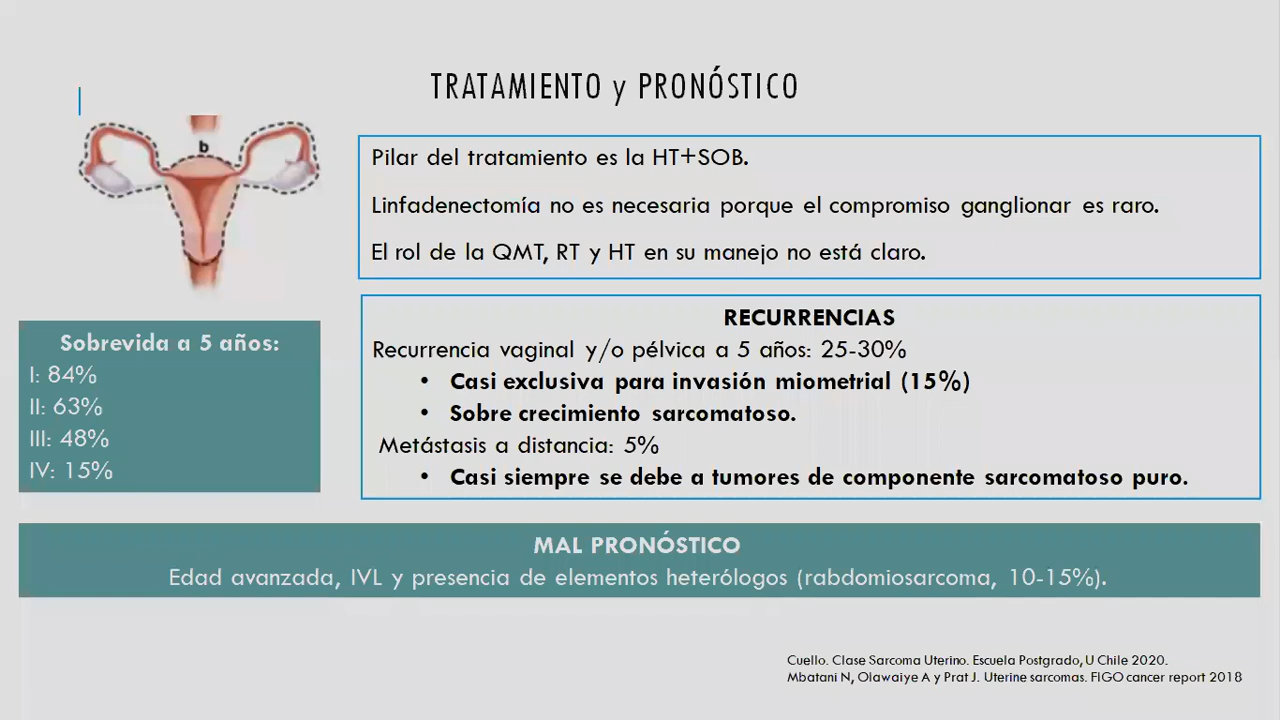 TRATAMIENTO y PRONÓSTICO
b
Pilar del tratamiento es la HT+SOB.
Linfadenectomía no es necesaria porque el compromiso ganglionar es raro.
El rol de la QMT, RT y HT en su manejo no está claro.
Sobrevida a 5 años:
I: 84%
II: 63%
III: 48%
IV: 15%
RECURRENCIAS
Recurrencia vaginal y/o pélvica a 5 años: 25-30%
• Casi exclusiva para invasión miometrial (15%)
• Sobre crecimiento sarcomatoso.
Metástasis a distancia: 5%
• Casi siempre se debe a tumores de componente sarcomatoso puro.
MAL PRONÓSTICO
Edad avanzada, IVL y presencia de elementos heterólogos (rabdomiosarcoma, 10-15%).
Cuello. Clase Sarcoma Uterino. Escuela Postgrado, U Chile 2020.
Mbatani N, Olawaiye A y Prat J. Uterine sarcomas. FIGO cancer report 2018